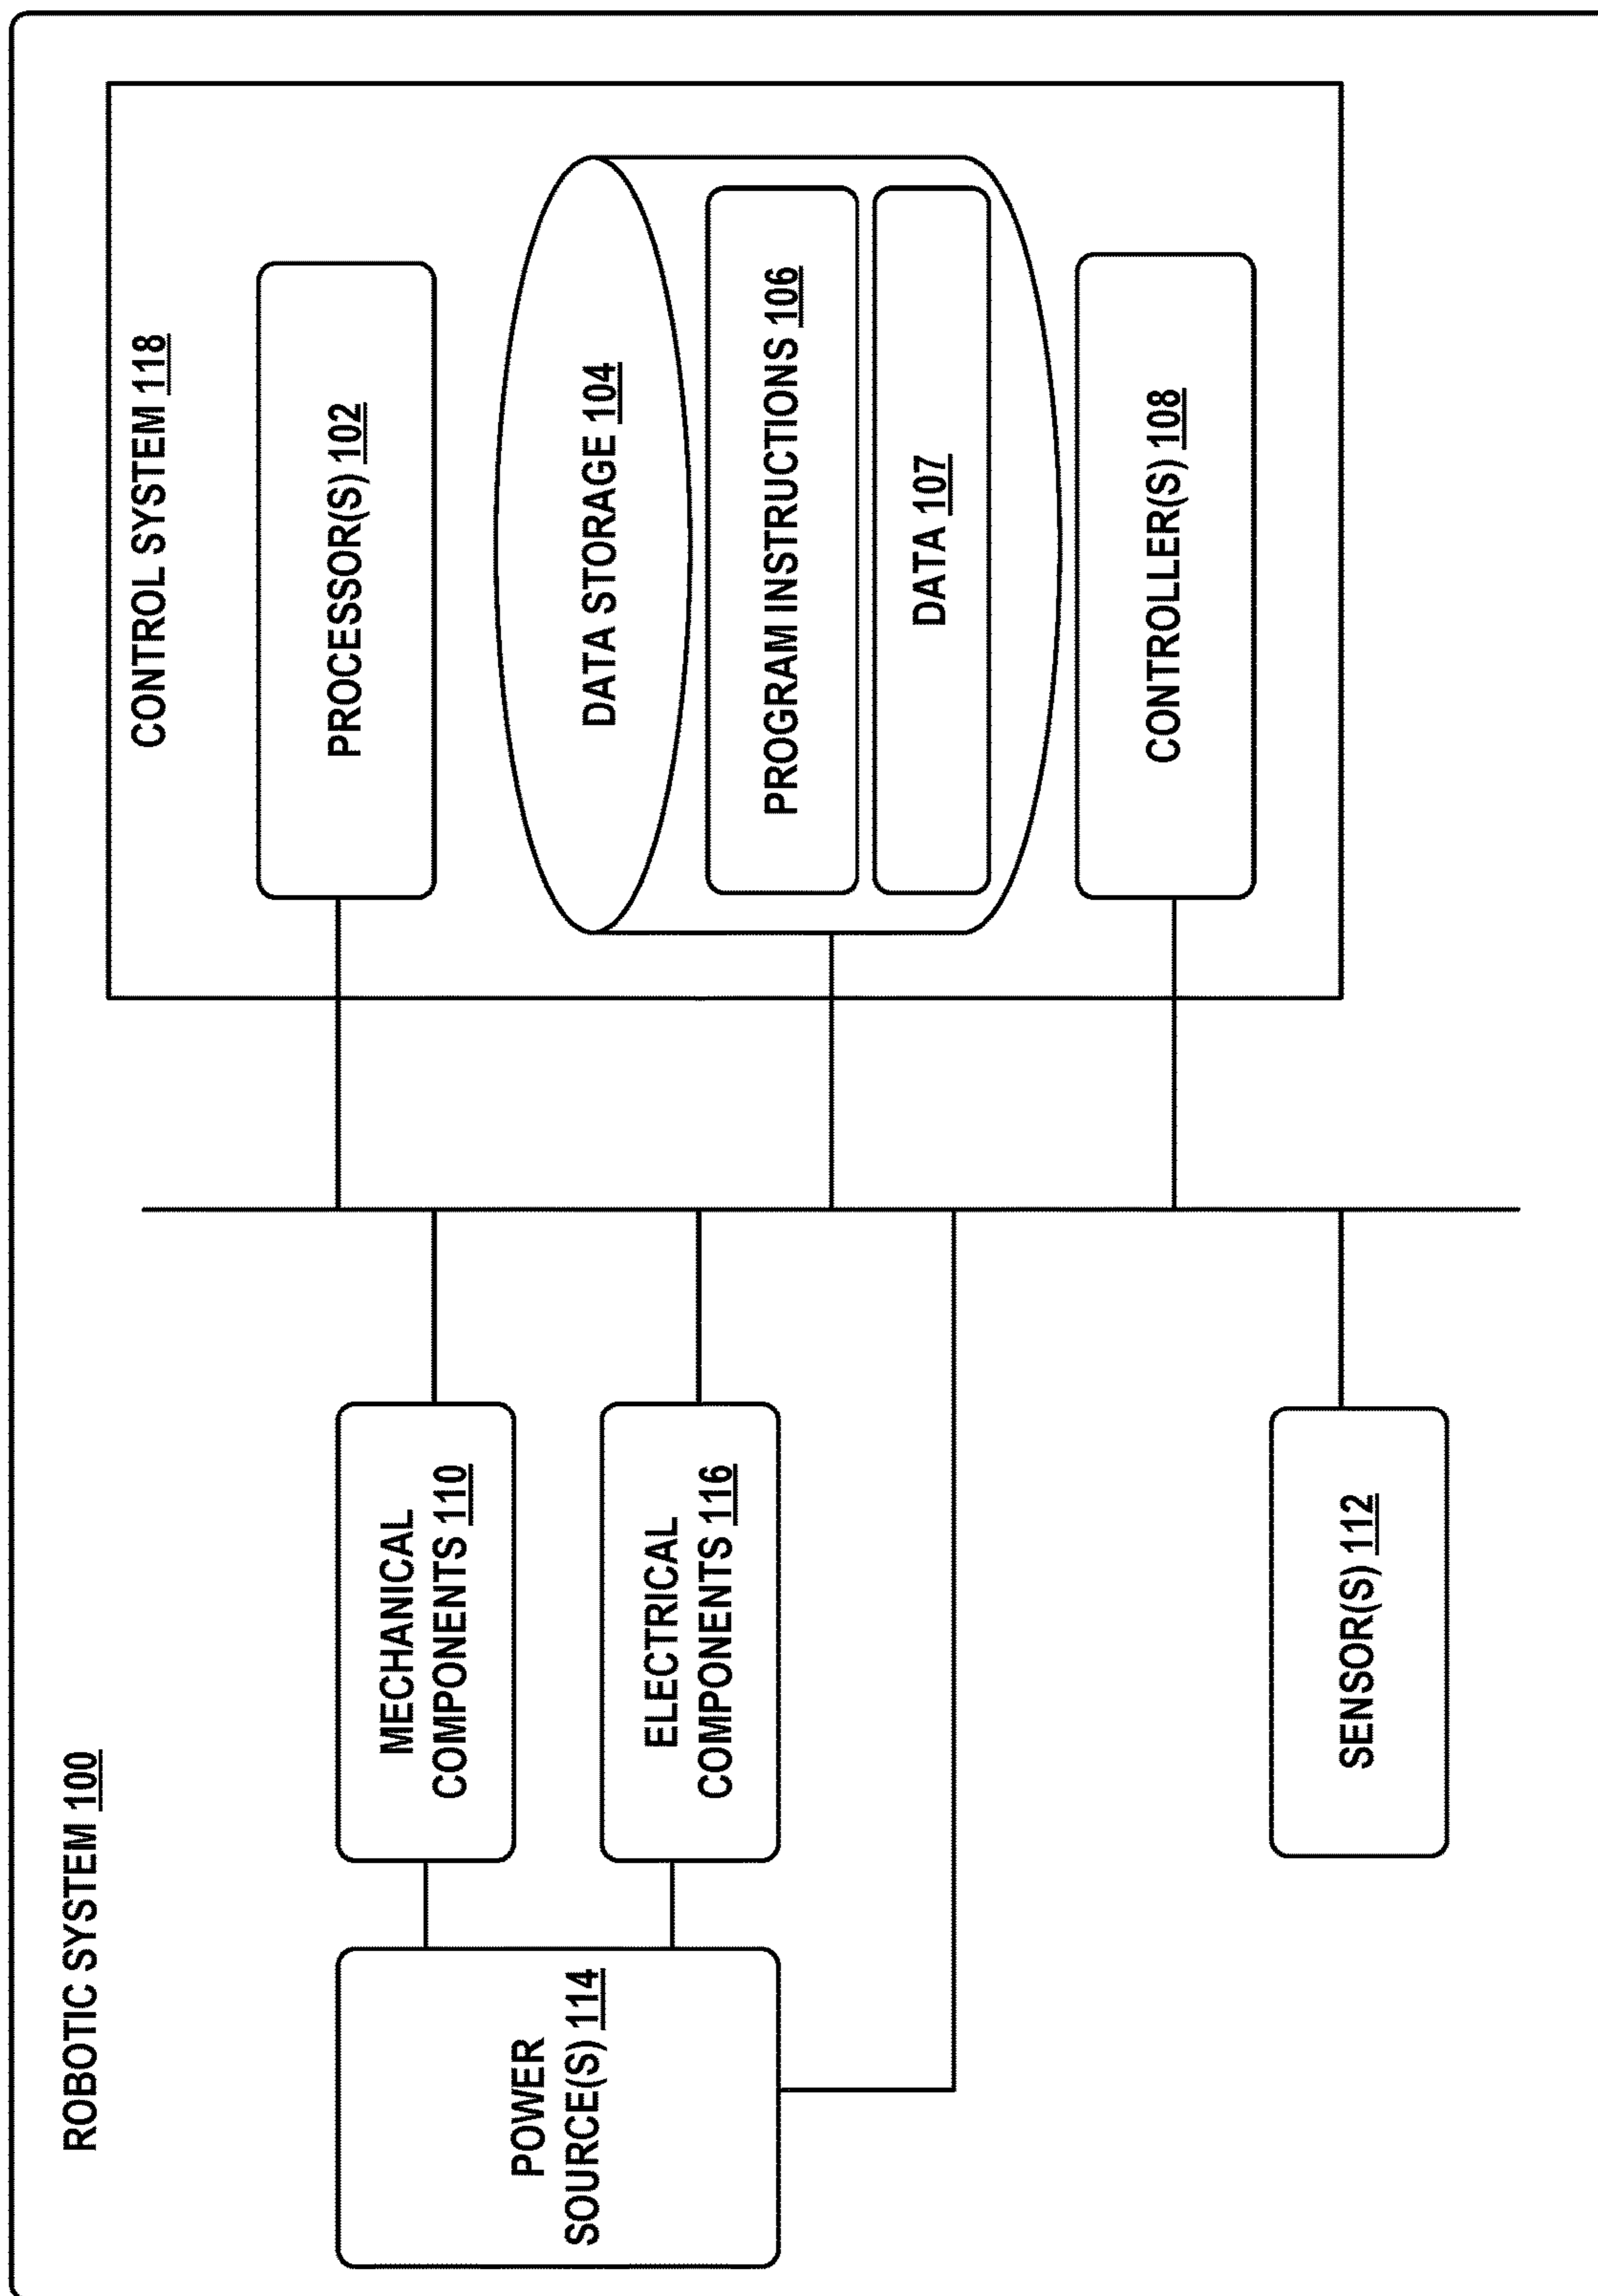 ROBOTIC SYSTEM 100
CONTROL SYSTEM 118
POWER
SOURCE(S) 114
MECHANICAL
COMPONENTS 110
ELECTRICAL
COMPONENTS 116
SENSOR(S) 112
PROCESSOR(S) 102
DATA STORAGE 104
PROGRAM INSTRUCTIONS 106
DATA 107
CONTROLLER(S) 108